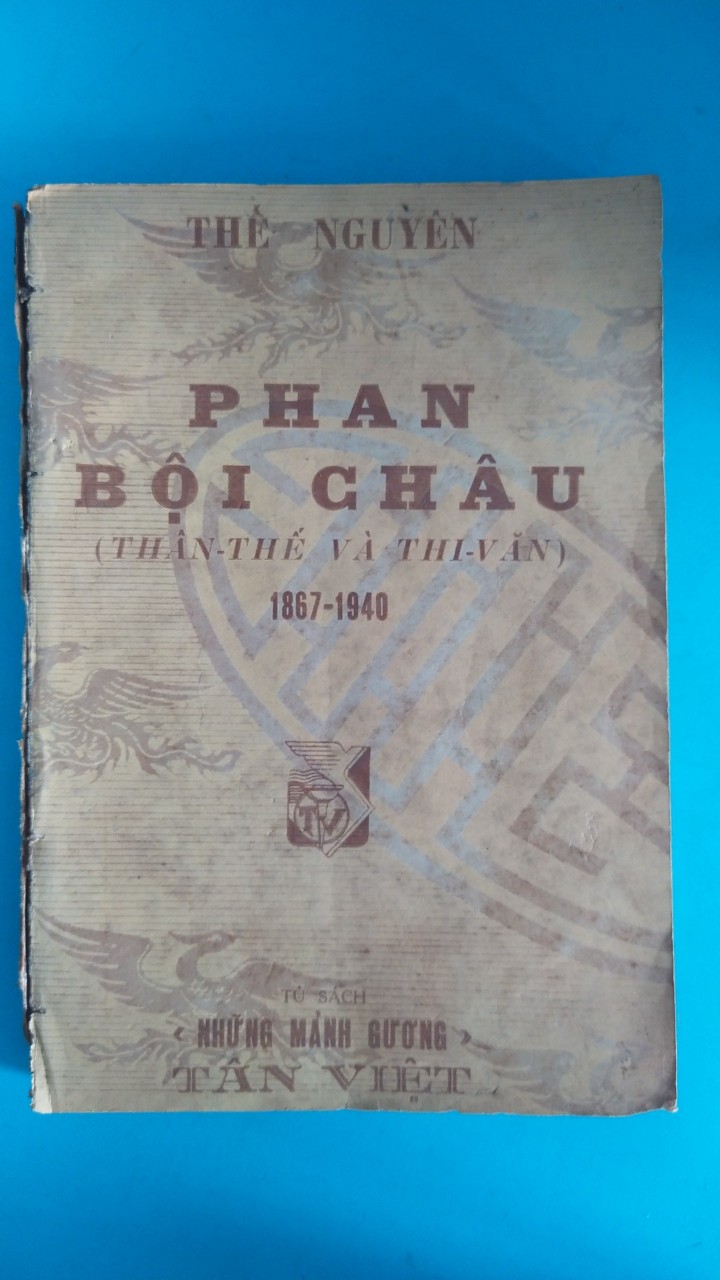 THẾ NGUYÊN
PHAN
BỘI CHÂU
(THÂN-THẾ VÀ THI-VĂN)
1867-1940
TV
TỦ SÁCH
‹ NHỮNG MẢNH GƯƠNG ›
TÂN VIỆT